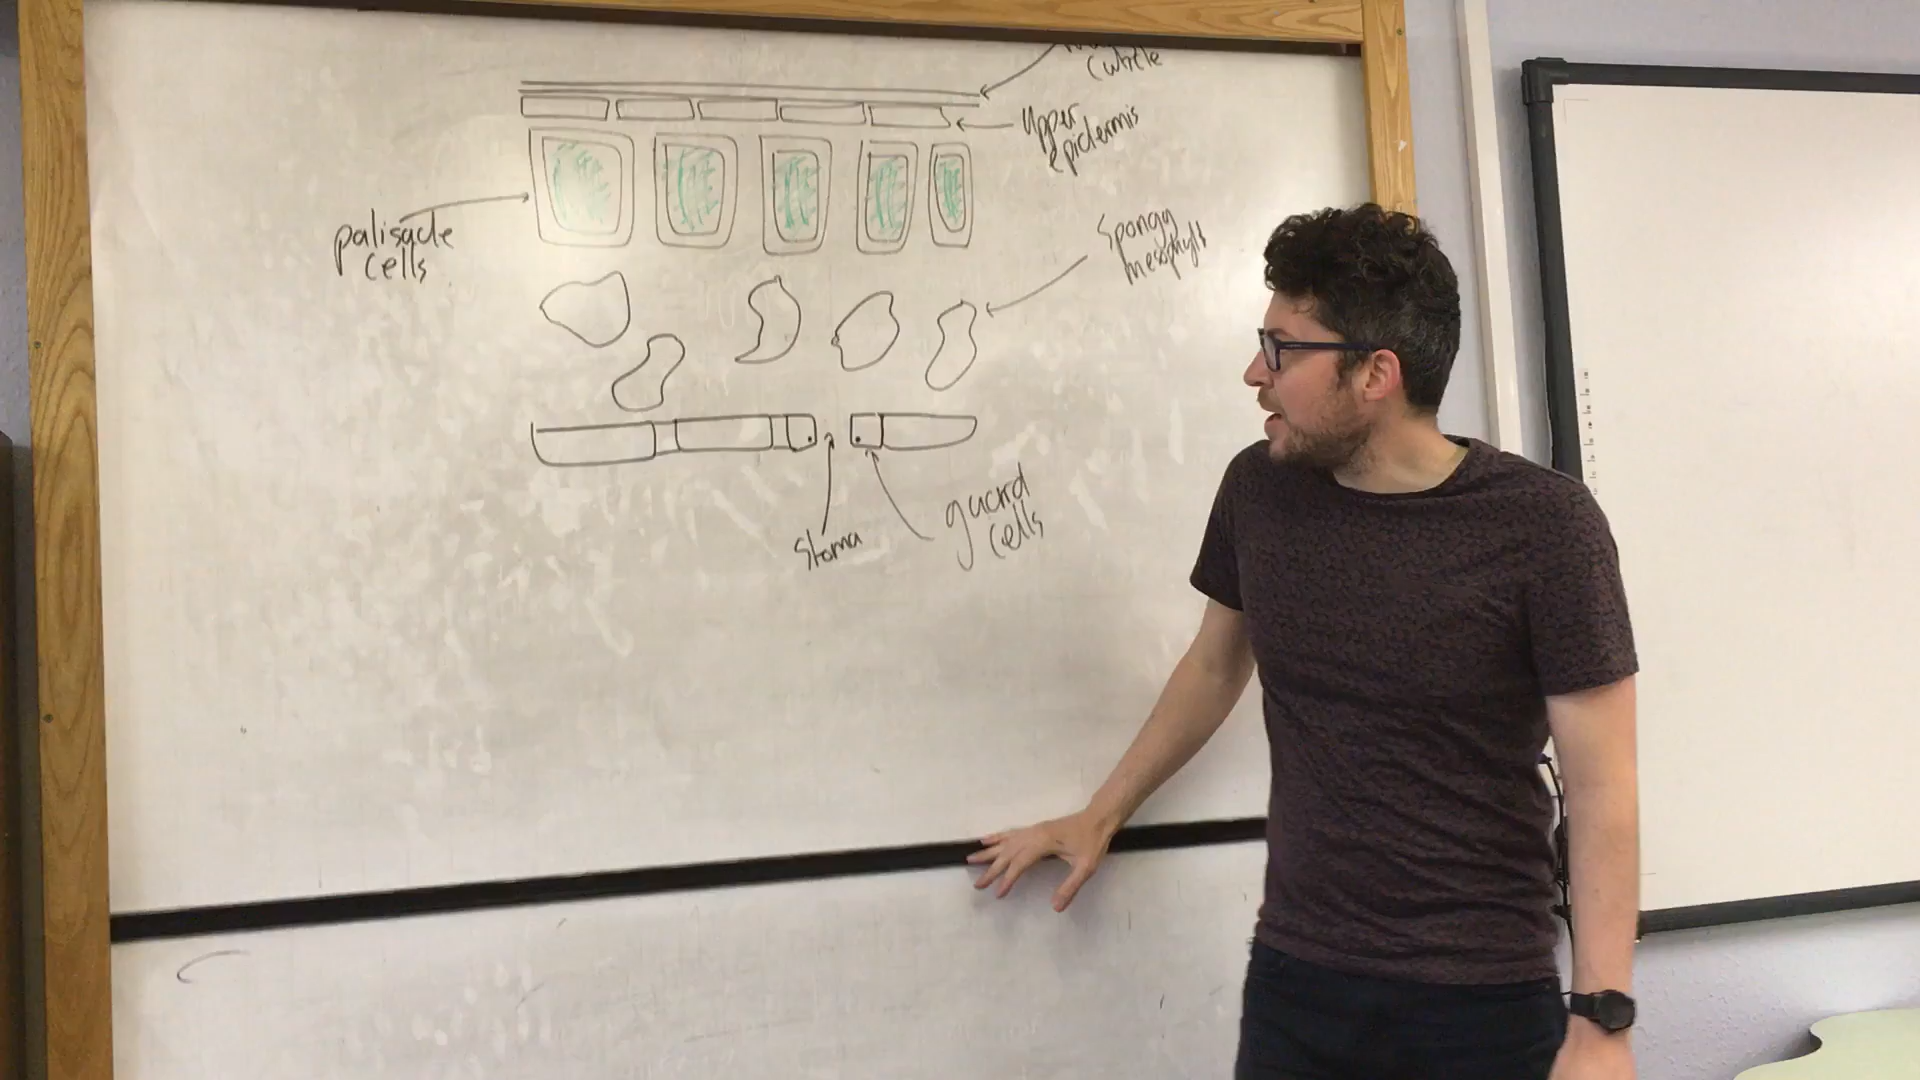 cuticle
Upper
epidermis
palisade
cells
Spongy
mesophyll
Stoma
guard
cells